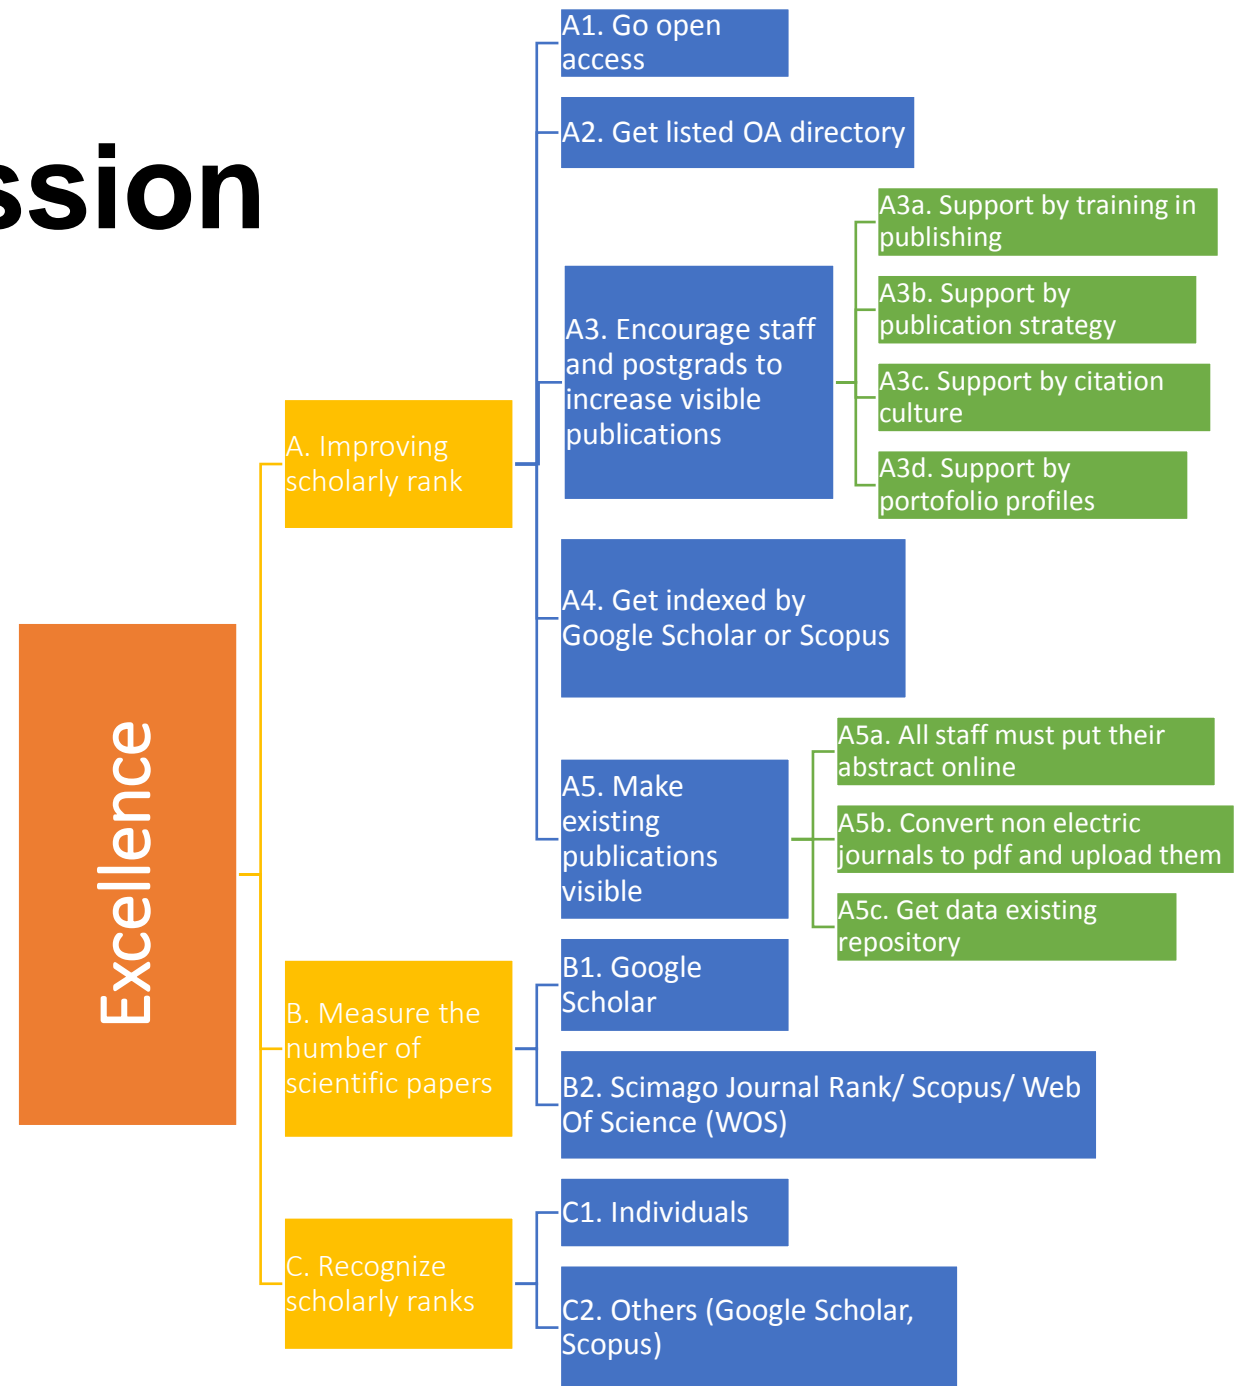 ssion
Excellence
A. Improving
scholarly rank
A1. Go open
access
A2. Get listed OA directory
A3. Encourage staff
and postgrads to
increase visible
publications
A3a. Support by training in
publishing
A3b. Support by
publication strategy
A3c. Support by citation
culture
A3d. Support by
portofolio profiles
A4. Get indexed by
Google Scholar or Scopus
A5. Make
existing
publications
visible
A5a. All staff must put their
abstract online
A5b. Convert non electric
journals to pdf and upload them
A5c. Get data existing
repository
B. Measure the
number of
scientific papers
B1. Google
Scholar
B2. Scimago Journal Rank/ Scopus/ Web
Of Science (WOS)
C. Recognize
scholarly ranks
C1. Individuals
C2. Others (Google Scholar,
Scopus)